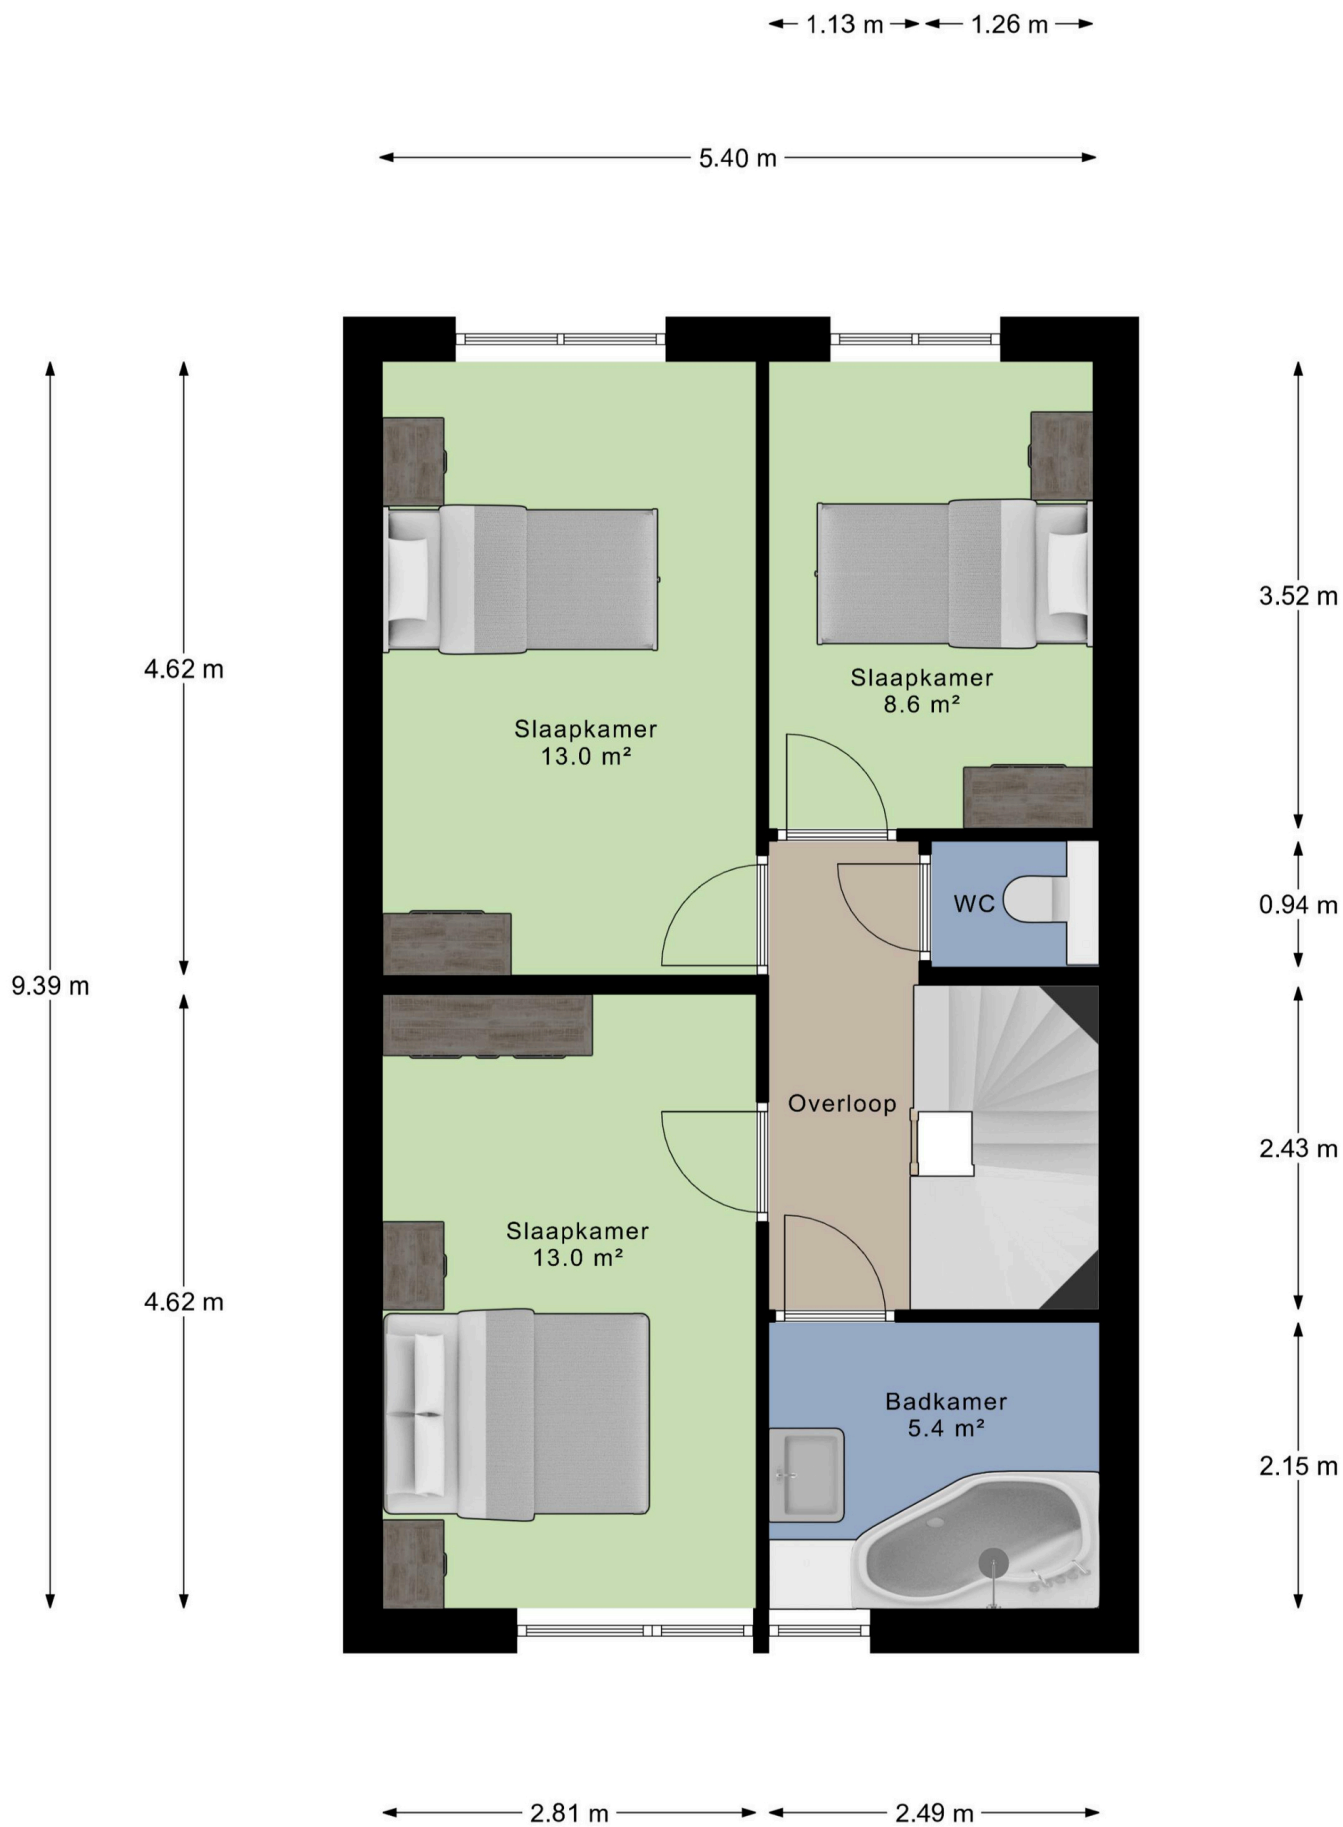 1.13 m
1.26 m
5.40 m
3.52 m
4.62 m
Slaapkamer
8.6 m²
Slaapkamer
13.0 m²
WC
0.94 m
9.39 m
Overloop
2.43 m
Slaapkamer
13.0 m²
4.62 m
Badkamer
5.4 m²
2.15 m
2.81 m
2.49 m